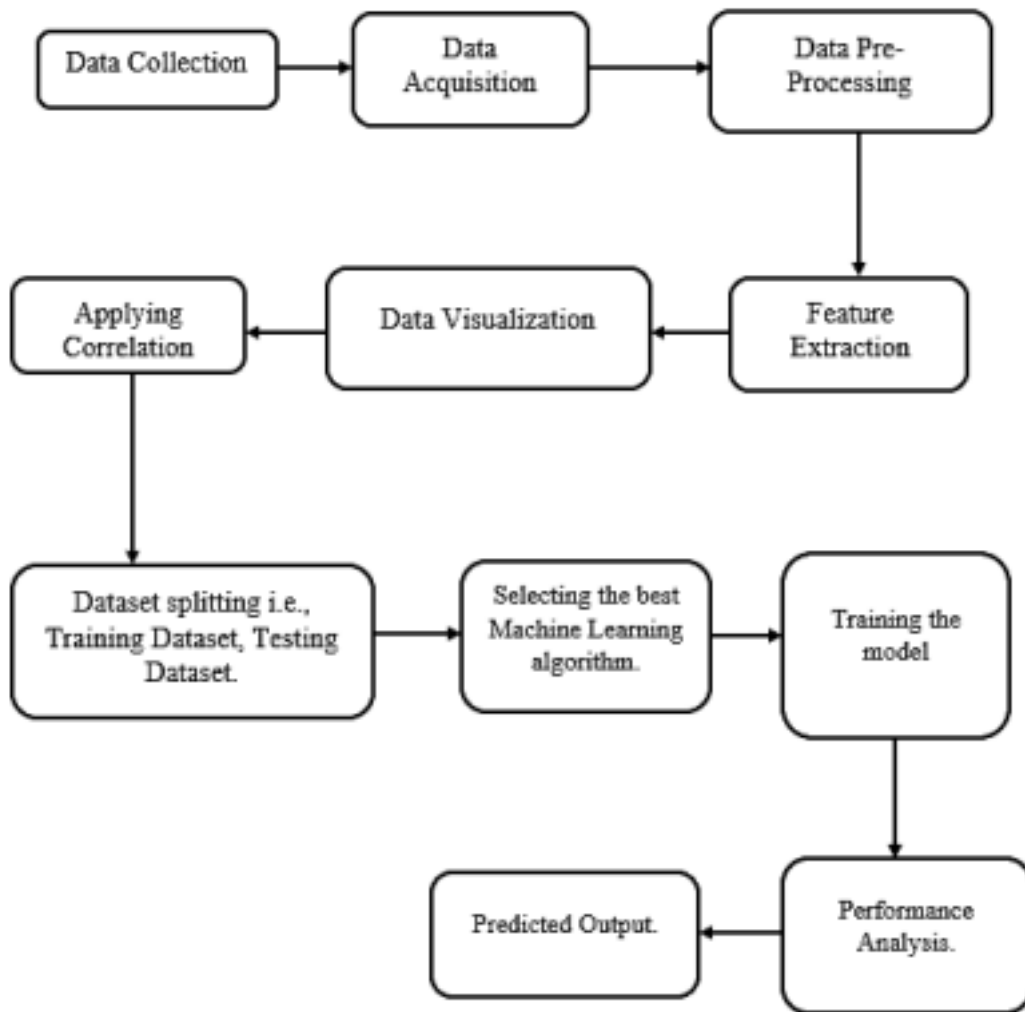 Data Collection
Data
Acquisition
Data Pre-
Processing
Feature
Extraction
Data Visualization
Applying
Correlation
Dataset splitting i.e.,
Training Dataset, Testing
Dataset.
Selecting the best
Machine Learning
algorithm.
Training the
model
Performance
Analysis.
Predicted Output.